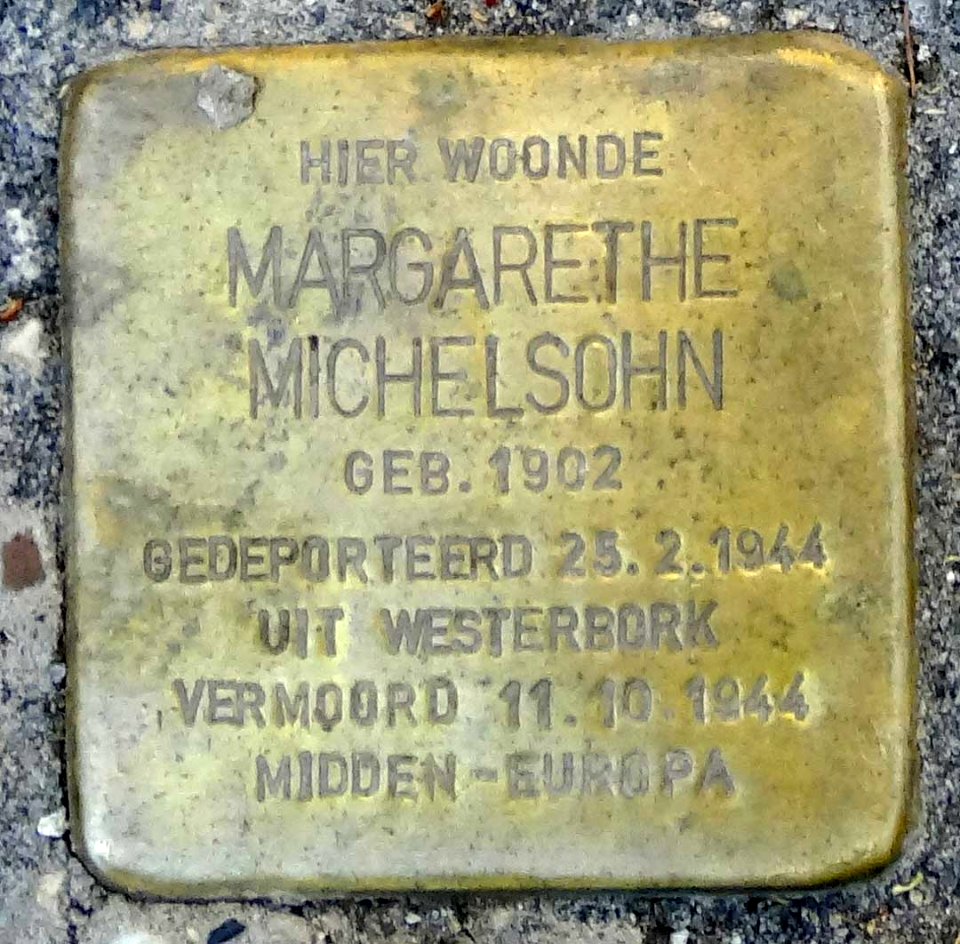 HIER WOONDE
MARGARETHE
MICHELSOHN
GEB. 1902
GEDEPORTEERD 25.2.1944
UIT WESTERBORK
VERMOORD 11.10.1944
MIDDEN-EUROPA